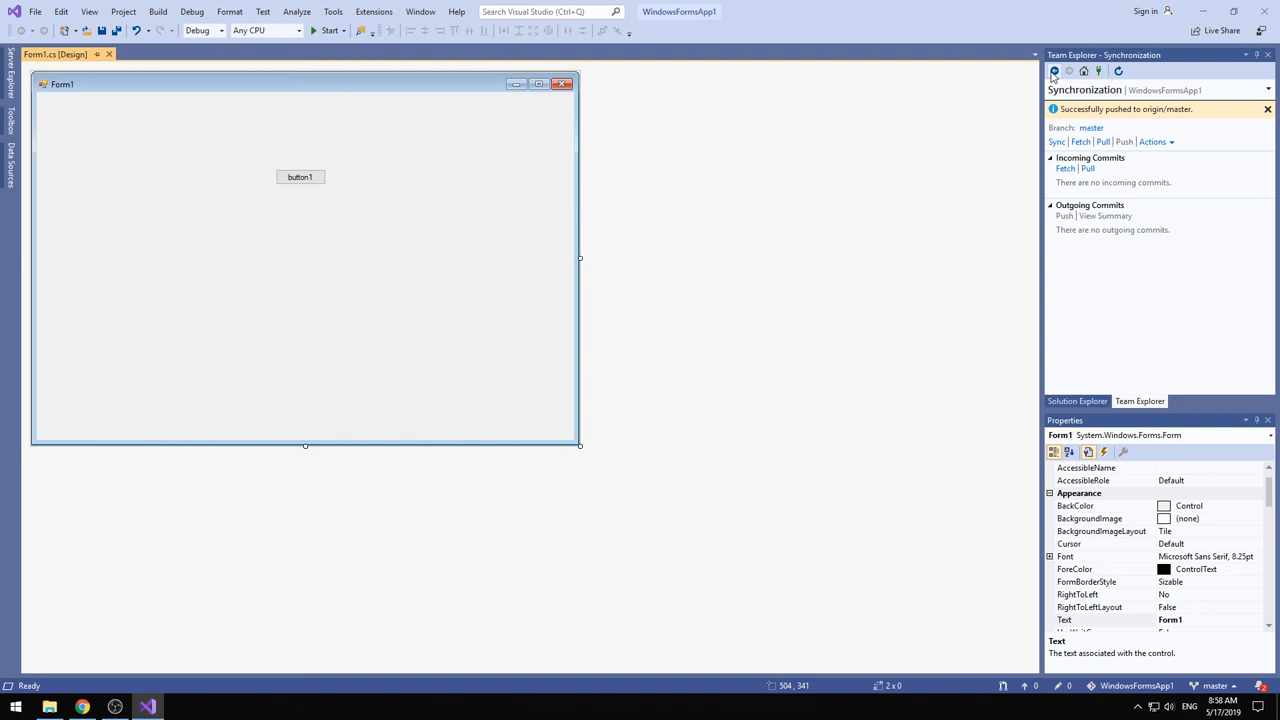 File Edit View Project Build Debug Format Test Analyze Tools Extensions Window Help Search Visual Studio (Ctrl+Q) WindowsFormsApp1 Sign in
Debug Any CPU Start Live Share
Server Explorer
Toolbox
Data Sources
Form1.cs [Design]
Form1
button1
Team Explorer - Synchronization
Synchronization | WindowsFormsApp1
Successfully pushed to origin/master.
Branch: master
Sync | Fetch | Pull | Push | Actions
Incoming Commits
Fetch | Pull
There are no incoming commits.
Outgoing Commits
Push | View Summary
There are no outgoing commits.
Solution Explorer Team Explorer
Properties
Form1 System.Windows.Forms.Form
AccessibleName
AccessibleRole Default
Appearance
BackColor Control
BackgroundImage (none)
BackgroundImageLayout Tile
Cursor Default
Font Microsoft Sans Serif, 8.25pt
ForeColor ControlText
FormBorderStyle Sizable
RightToLeft No
RightToLeftLayout False
Text Form1
Text
The text associated with the control.
Ready 504 , 341 2 x 0 0 0 WindowsFormsApp1 master 2
ENG 8:58 AM
5/17/2019